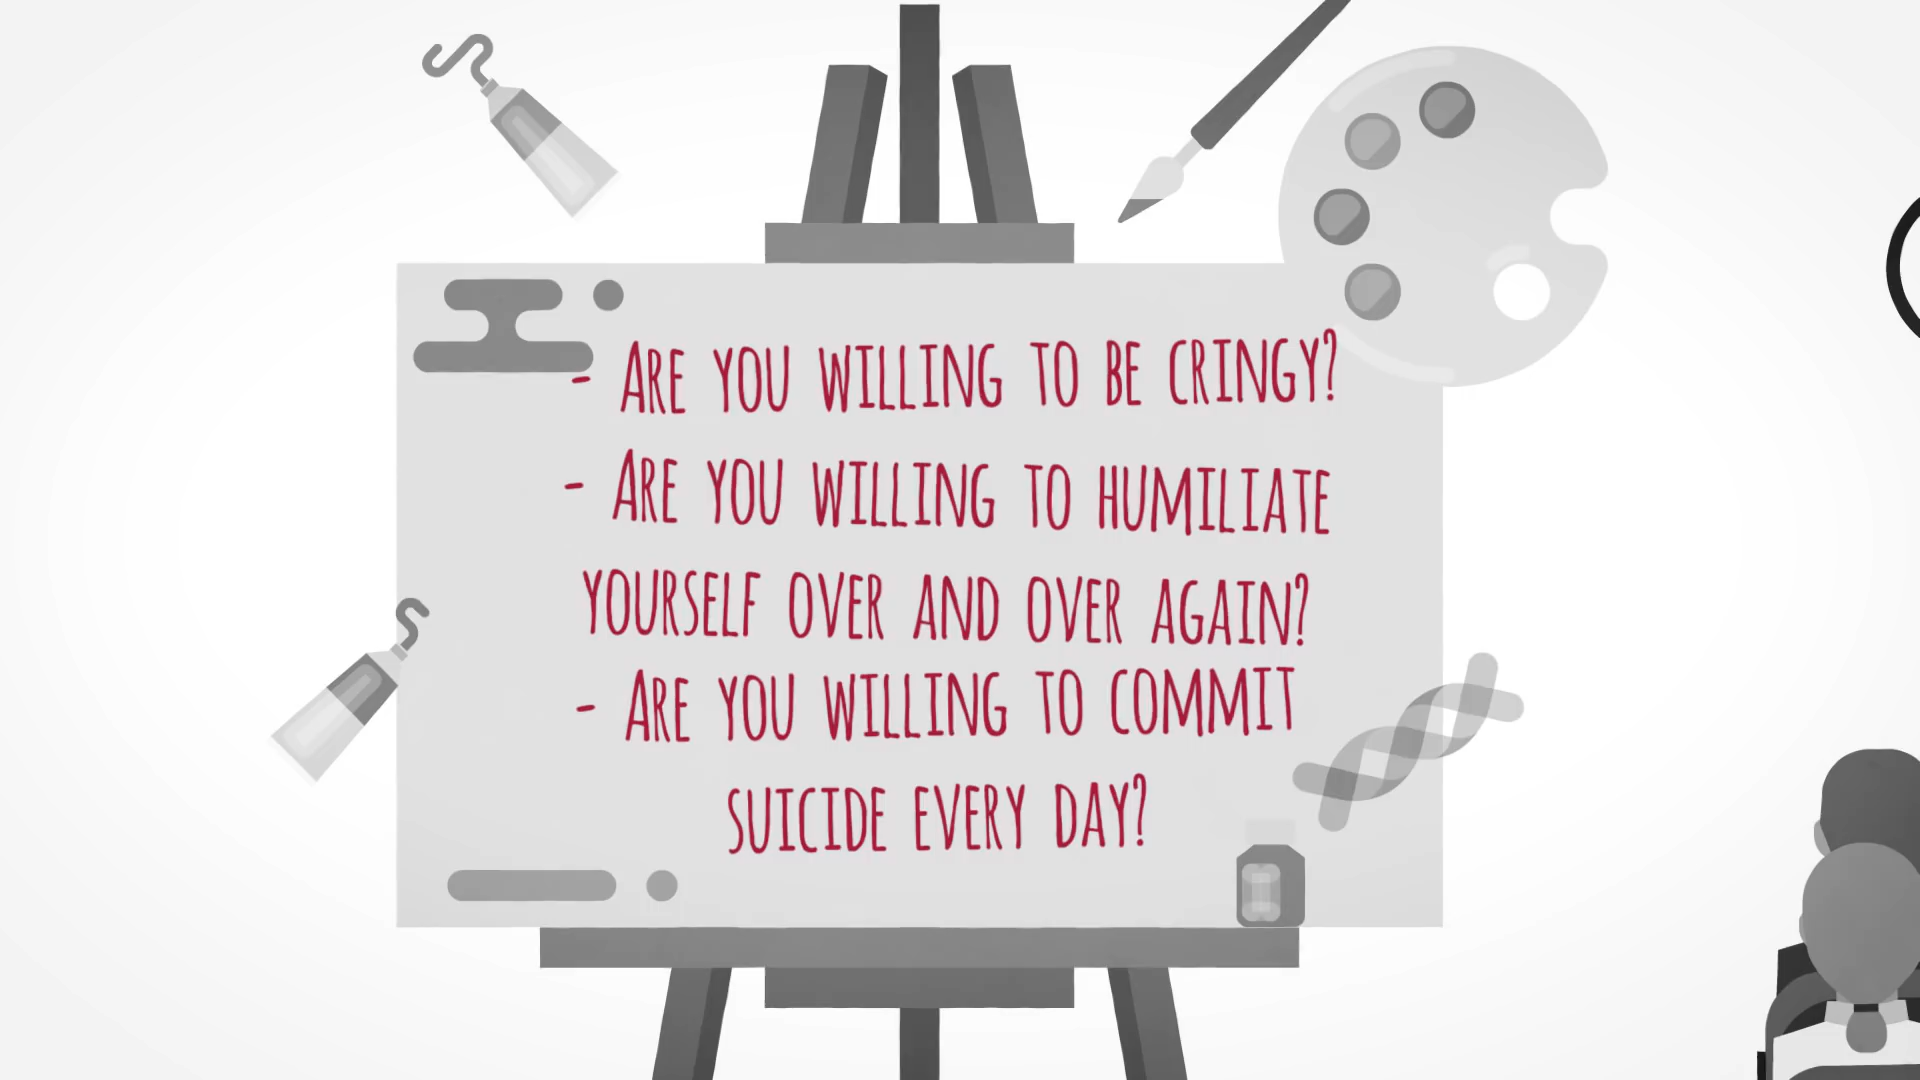 - Are you willing to be cringy?
- Are you willing to humiliate
yourself over and over again?
- Are you willing to commit
suicide every day?